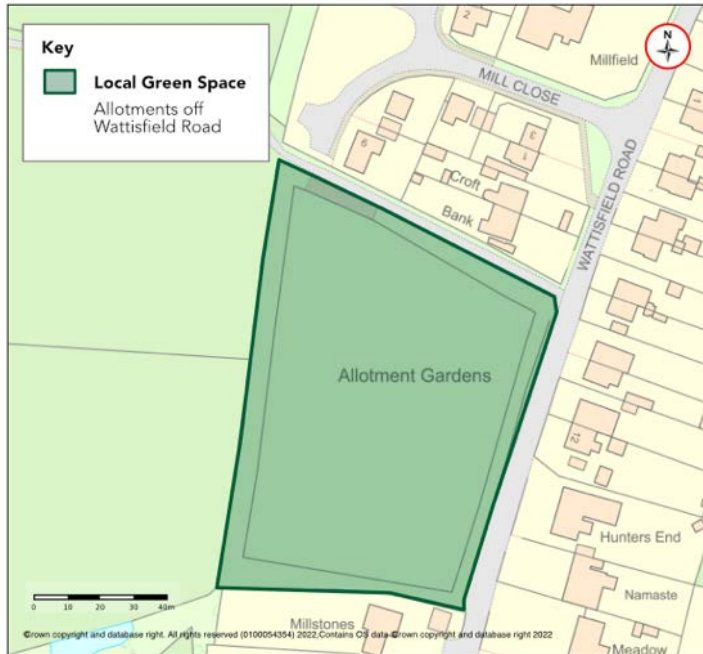 Key
Local Green Space
Allotments off
Wattisfield Road
N
2
Millfield
MILL CLOSE
3
1
9
Croft
Bank
WATTISFIELD ROAD
1
Allotment Gardens
12
Hunters End
Namaste
Millstones
Meadow
0 10 20 30 40m
©rown copyright and database right. All rights reserved (0100054354) 2022,Contains OS data ©rown copyright and database right 2022